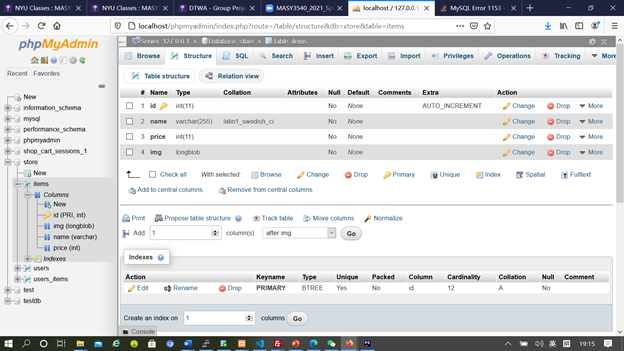 NYU Classes : MASY
NYU Classes : MASY
DTWA - Group Proje
MASY3540_2021_Sp
localhost / 127.0.0.1
MySQL Error 1153 -
localhost/phpmyadmin/index.php?route=/table/structure&db=store&table=items
phpMyAdmin
Recent Favorites
New
information_schema
mysql
performance_schema
phpmyadmin
shop_cart_sessions_1
store
New
items
Columns
New
id (PRI, int)
img (longblob)
name (varchar)
price (int)
Indexes
users
users_items
test
testdb
Server: 127.0.0.1 » Database: store » Table: items
Browse Structure SQL Search Insert Export Import Privileges Operations Tracking More
Table structure Relation view
# Name Type Collation Attributes Null Default Comments Extra Action
1 id int(11) No None AUTO_INCREMENT Change Drop More
2 name varchar(255) latin1_swedish_ci No None Change Drop More
3 price int(11) No None Change Drop More
4 img longblob No None Change Drop More
Check all With selected: Browse Change Drop Primary Unique Index Spatial Fulltext
Add to central columns Remove from central columns
Print Propose table structure Track table Move columns Normalize
Add 1 column(s) after img Go
Indexes
Action Keyname Type Unique Packed Column Cardinality Collation Null Comment
Edit Rename Drop PRIMARY BTREE Yes No id 12 A No
Create an index on 1 columns Go
Console
19:15